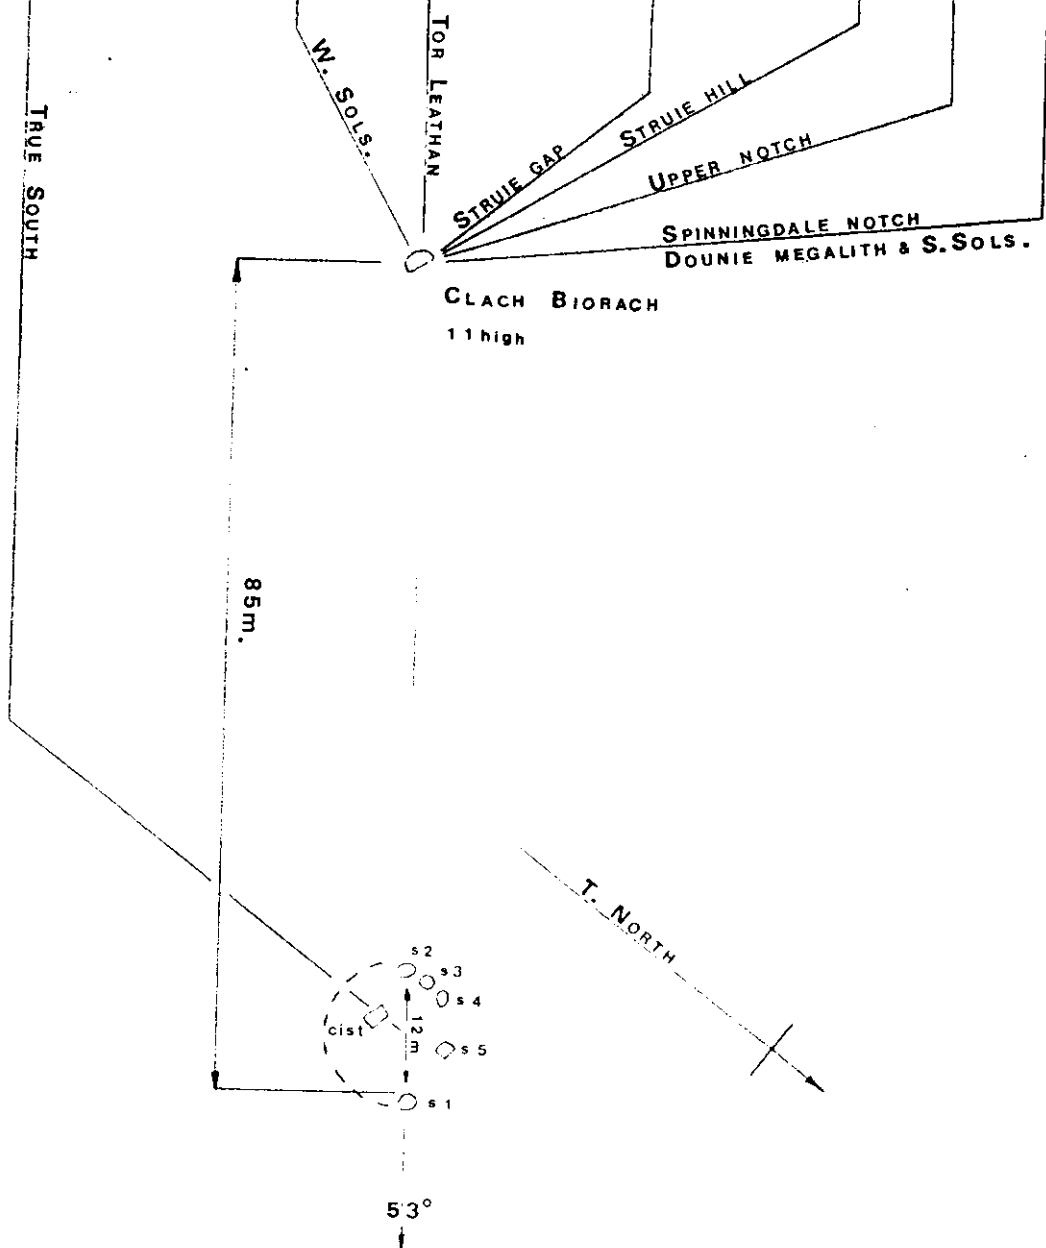 W. SOLS.
TOR LEATHAN
STRUIE GAP
STRUIE HILL
UPPER NOTCH
SPINNINGDALE NOTCH
DOUNIE MEGALITH & S. SOLS.
TRUE SOUTH
CLACH BIORACH
11 high
85m.
T. NORTH
s 2
s 3
s 4
cist
12 m
s 5
s 1
53°